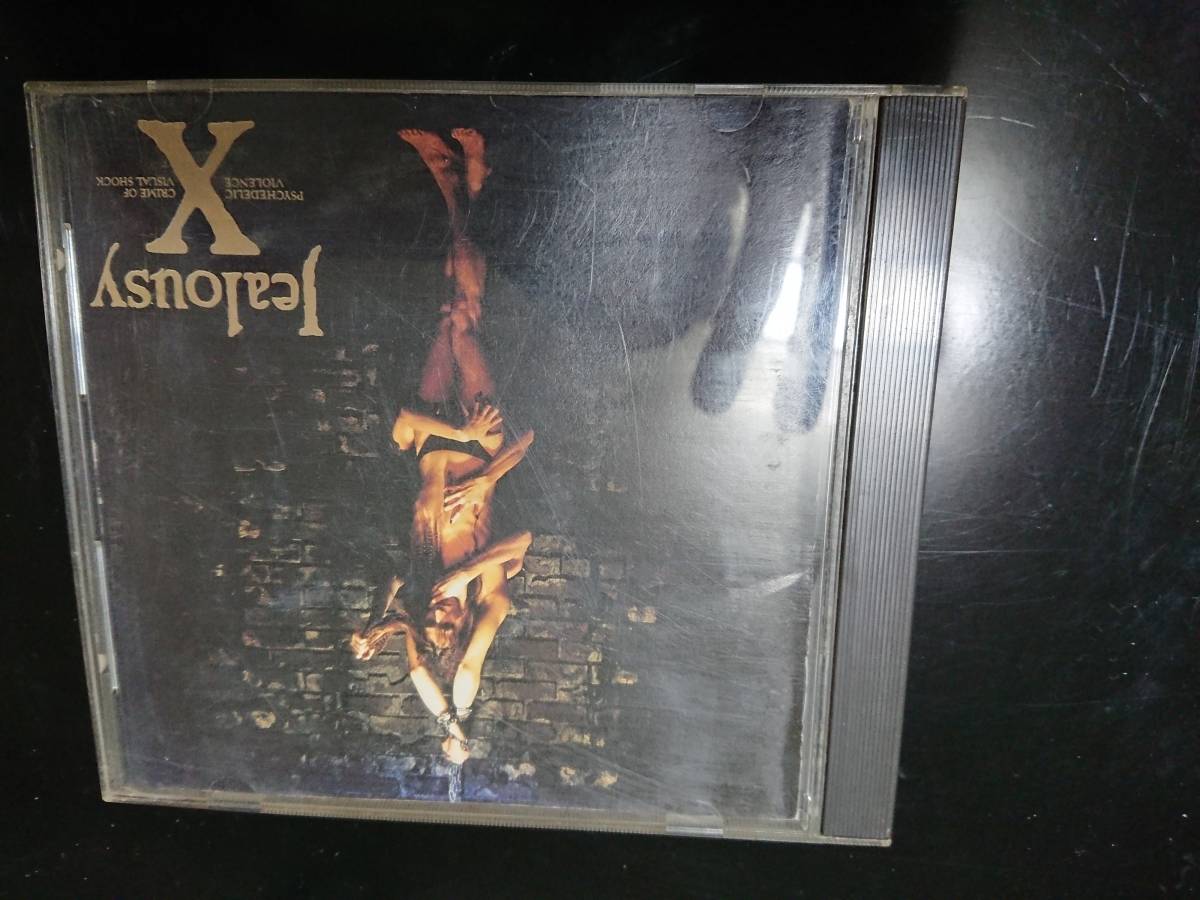 Jealousy
X
PSYCHEDELIC
VIOLENCE
CRIME OF
VISUAL SHOCK